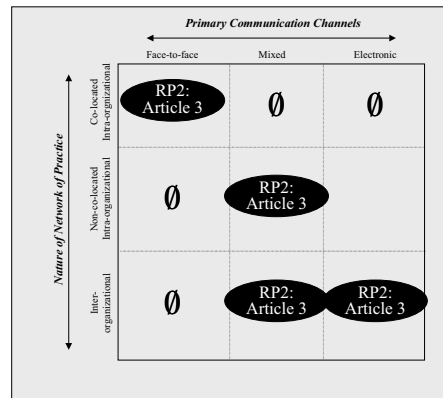 Primary Communication Channels
Face-to-face Mixed Electronic
Nature of Network of Practice
Co-located
Intra-orgnizational
RP2:
Article 3
Ø Ø
Non-co-located
Intra-organizational
Ø
RP2:
Article 3
Inter-
organizational
Ø
RP2:
Article 3
RP2:
Article 3